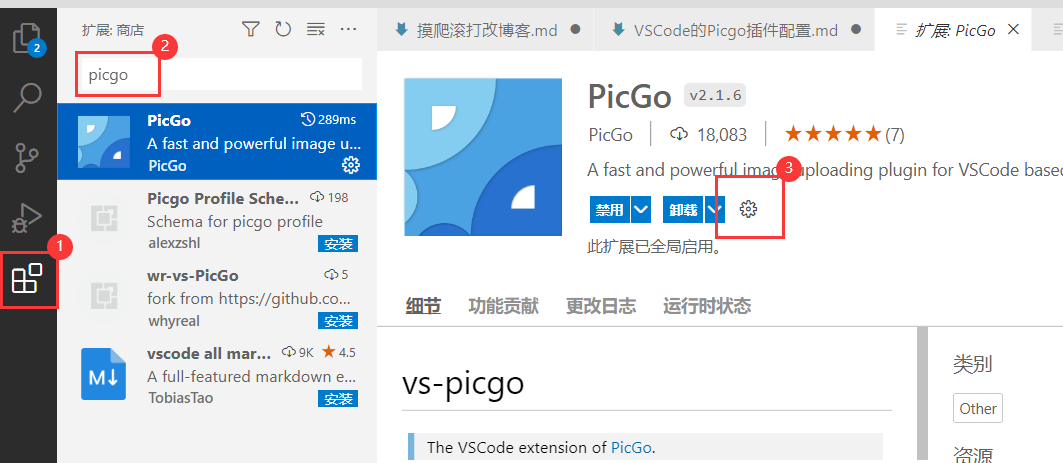 扩展: 商店
2
picgo
2
PicGo
289ms
A fast and powerful image u...
PicGo
Picgo Profile Sche...
198
Schema for picgo profile
alexzshl
安装
1
wr-vs-PicGo
5
fork from https://github.co...
whyreal
安装
vscode all mar...
9K
4.5
A full-featured markdown e...
TobiasTao
安装
M
摸爬滚打改博客.md
VSCode的Picgo插件配置.md
扩展: PicGo
PicGo
v2.1.6
PicGo
18,083
(7)
A fast and powerful image uploading plugin for VSCode based
3
禁用
卸载
此扩展已全局启用。
细节
功能贡献
更改日志
运行时状态
vs-picgo
The VSCode extension of PicGo.
类别
Other
资源